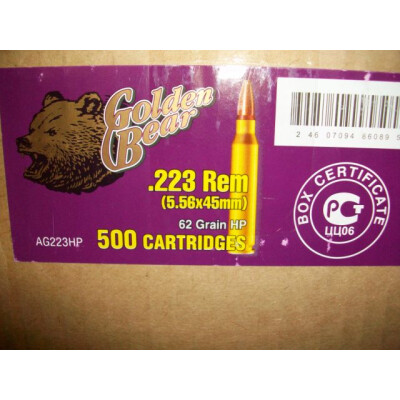 Golden
Bear
.223 Rem
(5.56x45mm)
62 Grain HP
500 CARTRIDGES
AG223HP
2 46 07094 86089
BOX CERTIFICATE
РСТ
ЦЦ06